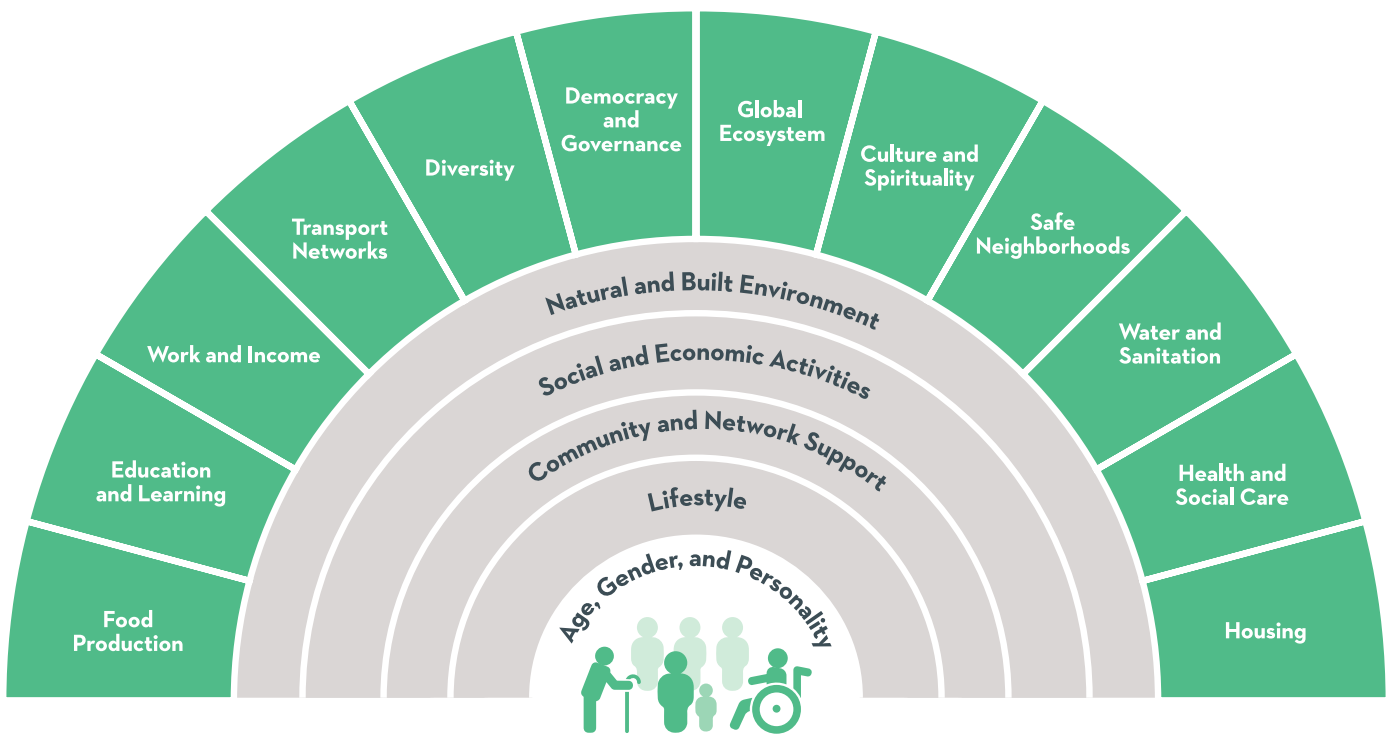 Democracy
and
Governance
Global
Ecosystem
Diversity
Culture and
Spirituality
Transport
Networks
Safe
Neighborhoods
Work and Income
Water and
Sanitation
Education
and Learning
Health and
Social Care
Food
Production
Housing
Natural and Built Environment
Social and Economic Activities
Community and Network Support
Lifestyle
Age, Gender, and Personality